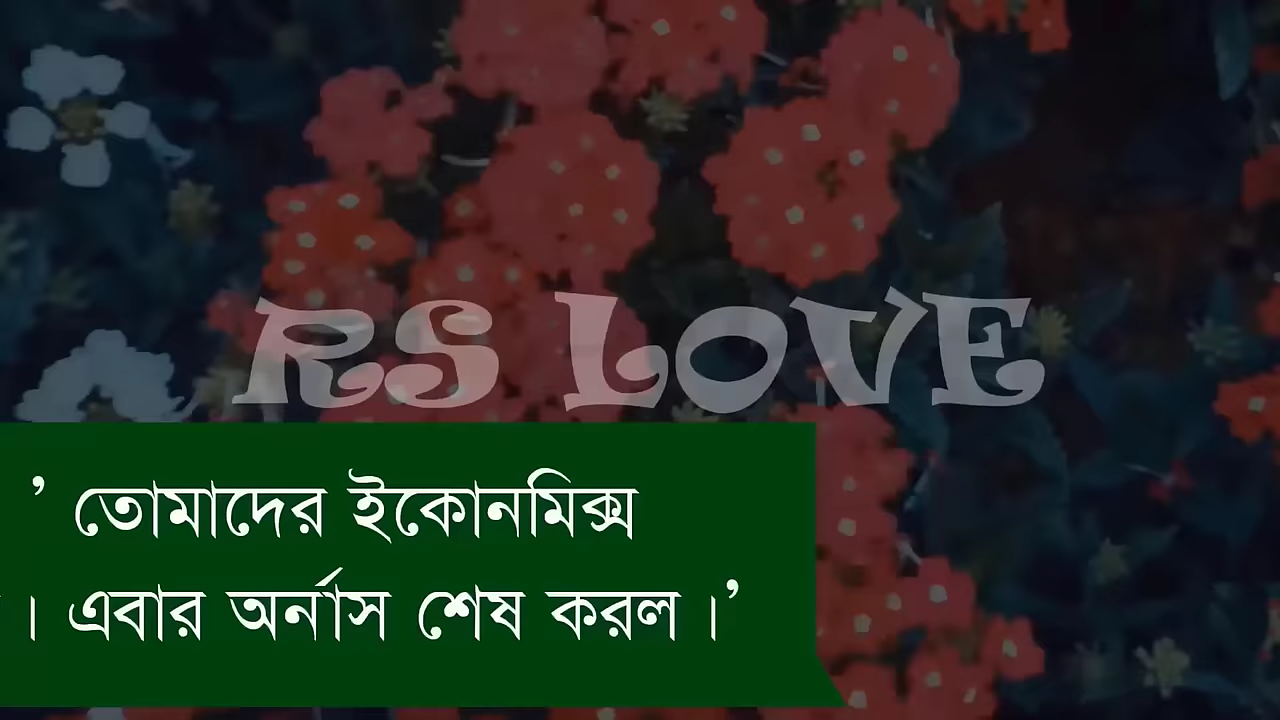 RS LOVE
’ তোমাদের ইকোনমিক্স
। এবার অর্নাস শেষ করল।’